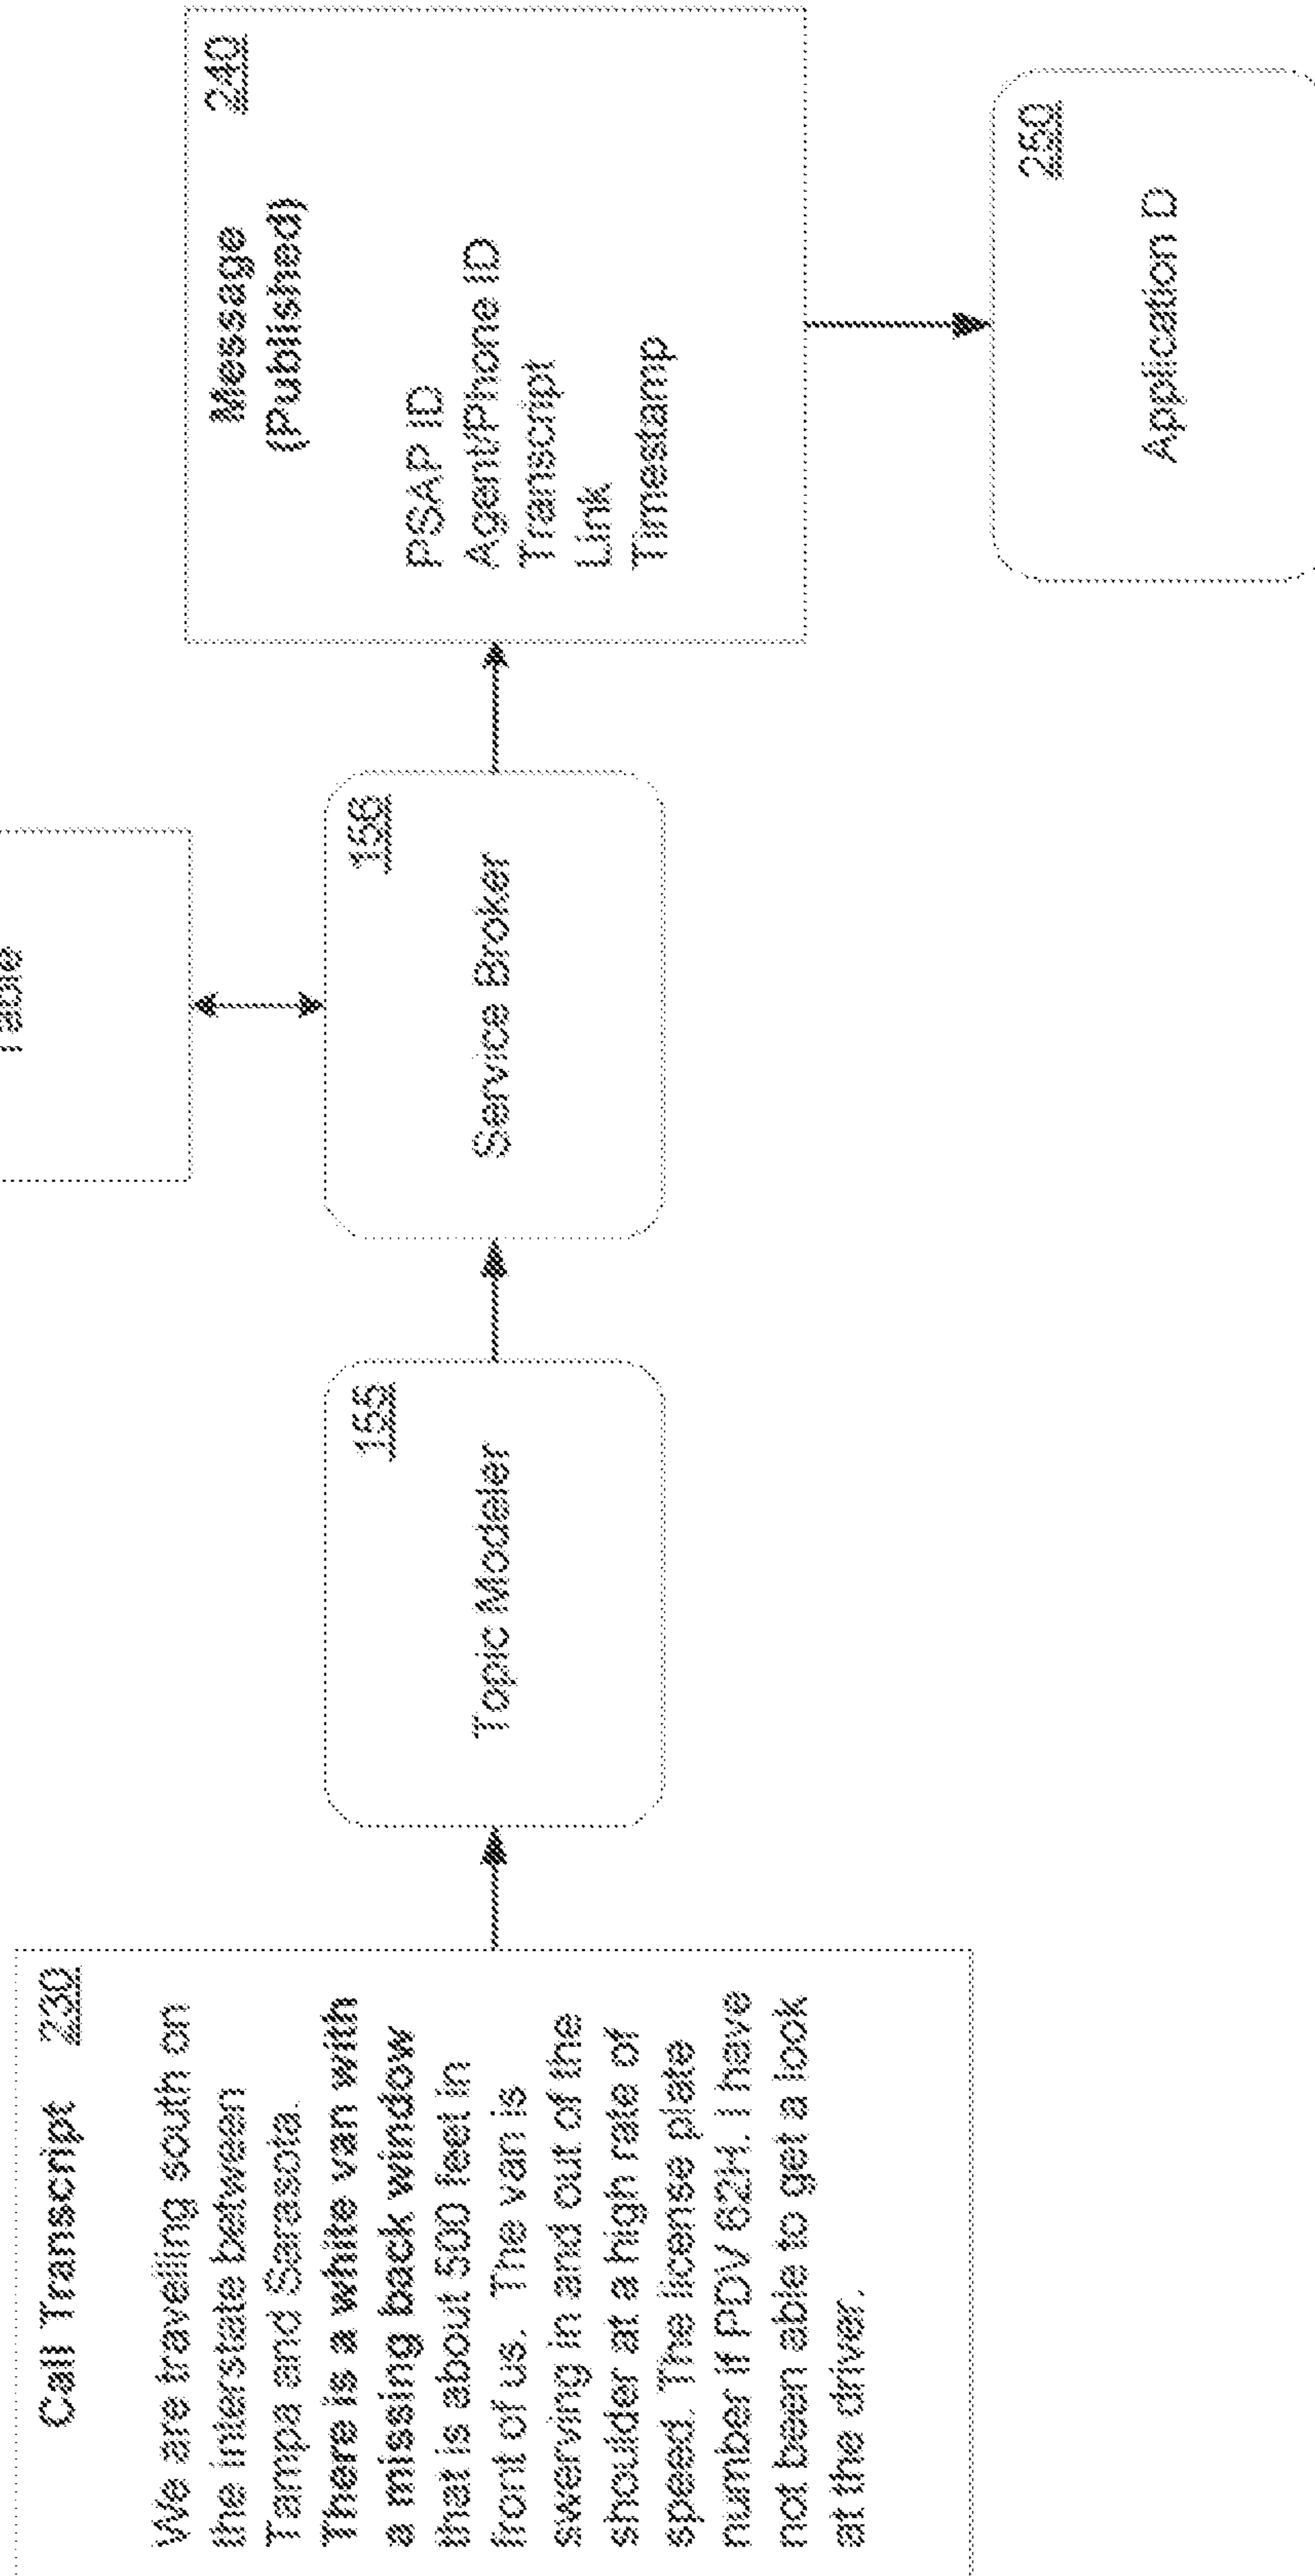 Call Transcript 230
We are travelling south on
the interstate between
Tampa and Sarasota.
There is a white van with
a missing back window
that is about 500 feet in
front of us. The van is
swerving in and out of the
shoulder at a high rate of
speed. The license plate
number if PDV 62H. I have
not been able to get a look
at the driver.
155
Topic Modeler
Table
156
Service Broker
240
Message
(Published)
PSAP ID
Agent/Phone ID
Transcript
Link
Timestamp
250
Application D